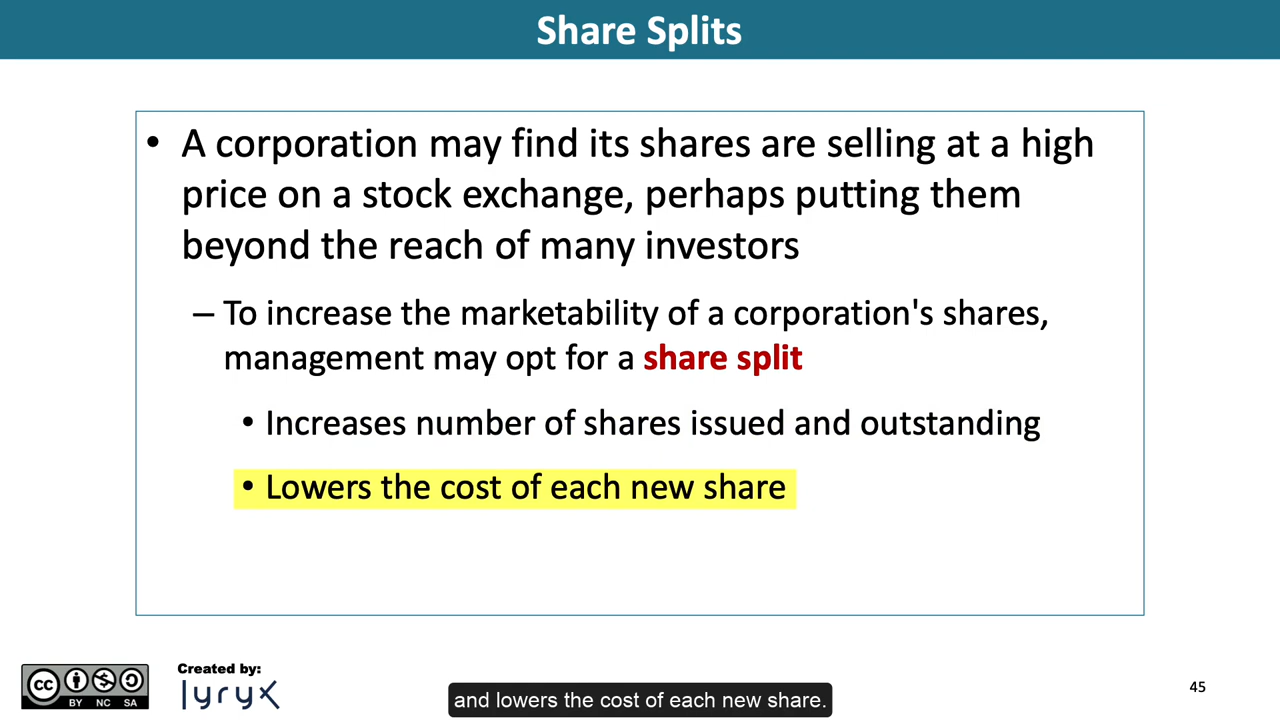 Share Splits
• A corporation may find its shares are selling at a high
price on a stock exchange, perhaps putting them
beyond the reach of many investors
– To increase the marketability of a corporation's shares,
management may opt for a share split
• Increases number of shares issued and outstanding
• Lowers the cost of each new share
cc
BY NC SA
Created by:
lyryx
and lowers the cost of each new share.
45